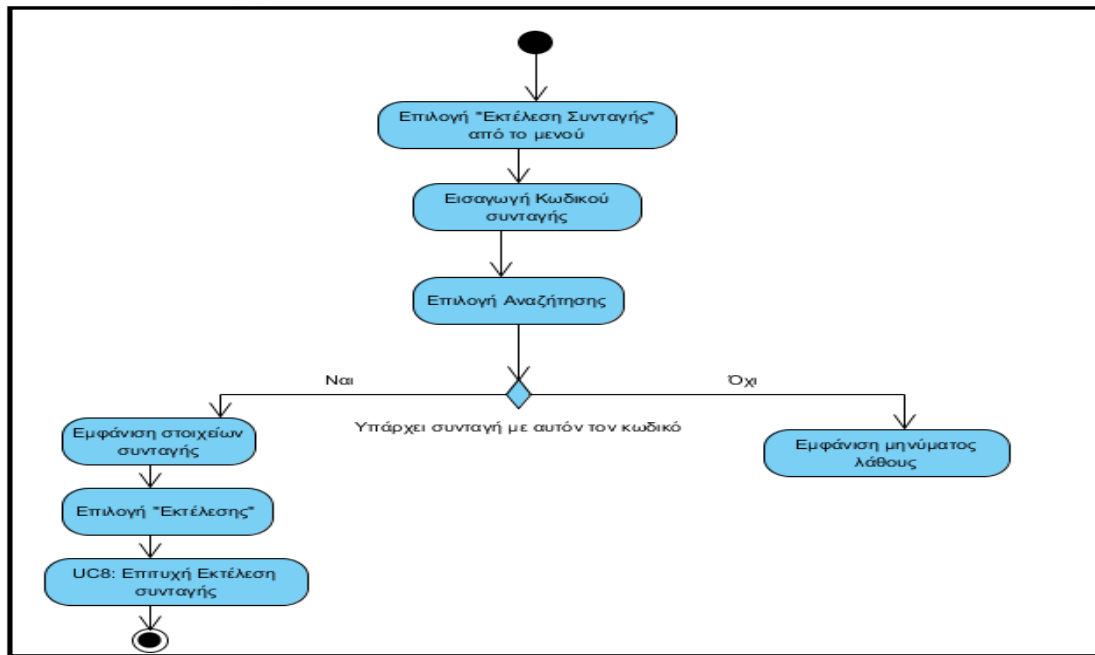 Επιλογή "Εκτέλεση Συνταγής"
από το μενού
Εισαγωγή Κωδικού
συνταγής
Επιλογή Αναζήτησης
Ναι
Όχι
Υπάρχει συνταγή με αυτόν τον κωδικό
Εμφάνιση στοιχείων
συνταγής
Εμφάνιση μηνύματος
λάθους
Επιλογή "Εκτέλεσης"
UC8: Επιτυχή Εκτέλεση
συνταγής